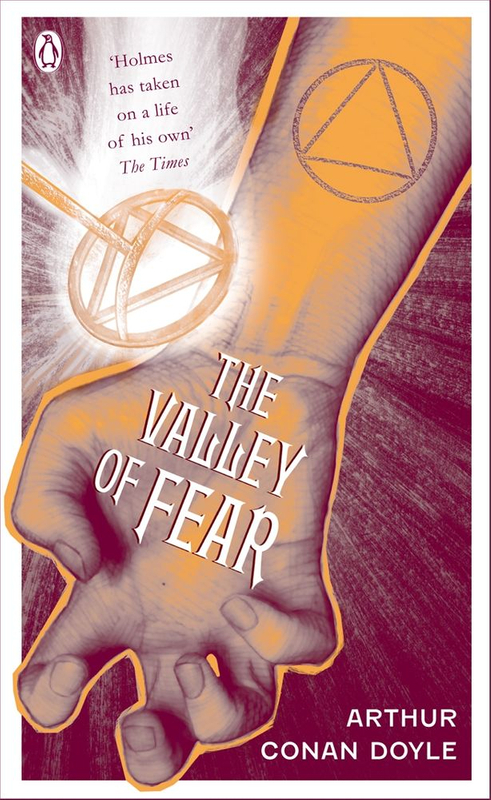 ‘Holmes
has taken
on a life
of his own’
The Times
THE
VALLEY
OF FEAR
ARTHUR
CONAN DOYLE